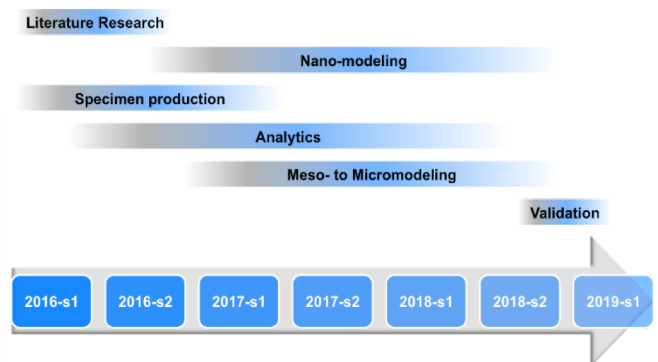 Literature Research
Nano-modeling
Specimen production
Analytics
Meso- to Micromodeling
Validation
2016-s1 2016-s2 2017-s1 2017-s2 2018-s1 2018-s2 2019-s1